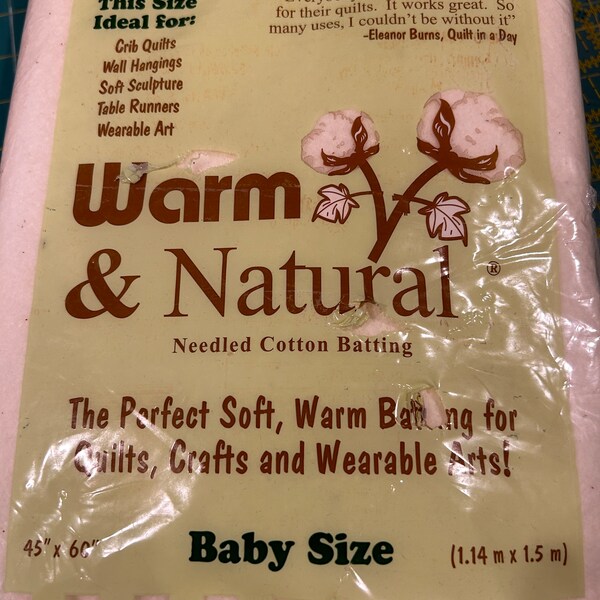 This Size
Ideal for:
Crib Quilts
Wall Hangings
Soft Sculpture
Table Runners
Wearable Art
for their quilts. It works great. So
many uses, I couldn't be without it"
-Eleanor Burns, Quilt in a Day
Warm
& Natural ®
Needled Cotton Batting
The Perfect Soft, Warm Batting for
Quilts, Crafts and Wearable Arts!
45" x 60"
Baby Size
(1.14 m x 1.5 m)